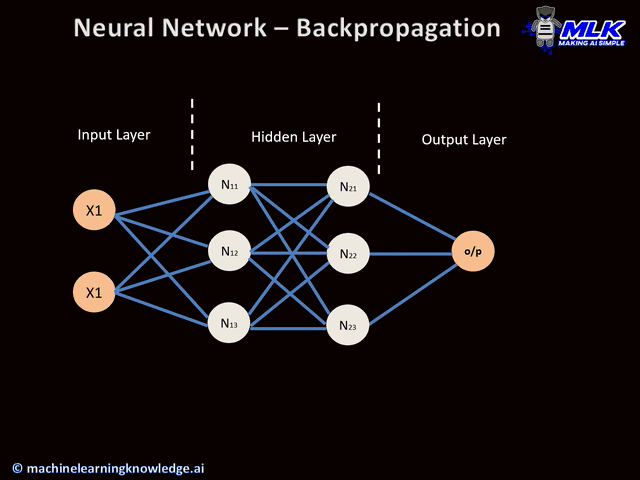 Neural Network – Backpropagation
MLK
MAKING AI SIMPLE
Input Layer
Hidden Layer
Output Layer
X1
X1
N11
N12
N13
N21
N22
N23
o/p
© machinelearningknowledge.ai